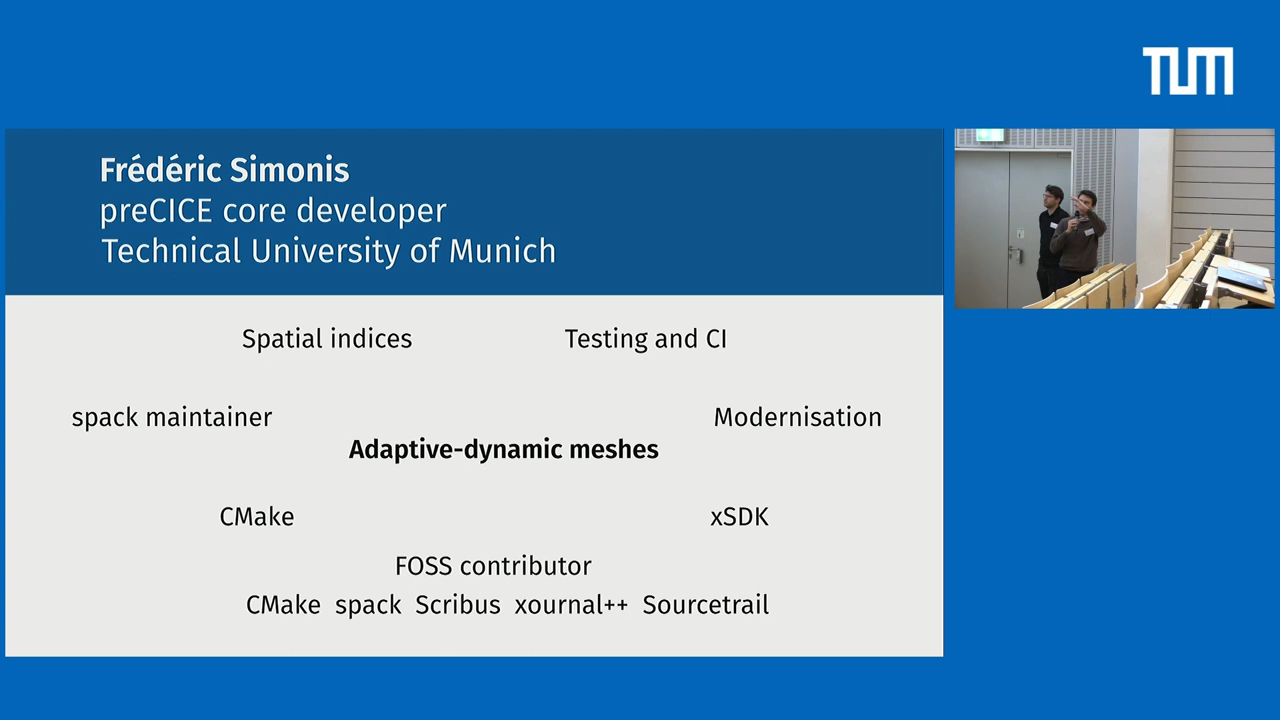 TUM
Frédéric Simonis
preCICE core developer
Technical University of Munich
Spatial indices
Testing and CI
spack maintainer
Modernisation
Adaptive-dynamic meshes
CMake
xSDK
FOSS contributor
CMake spack Scribus xournal++ Sourcetrail